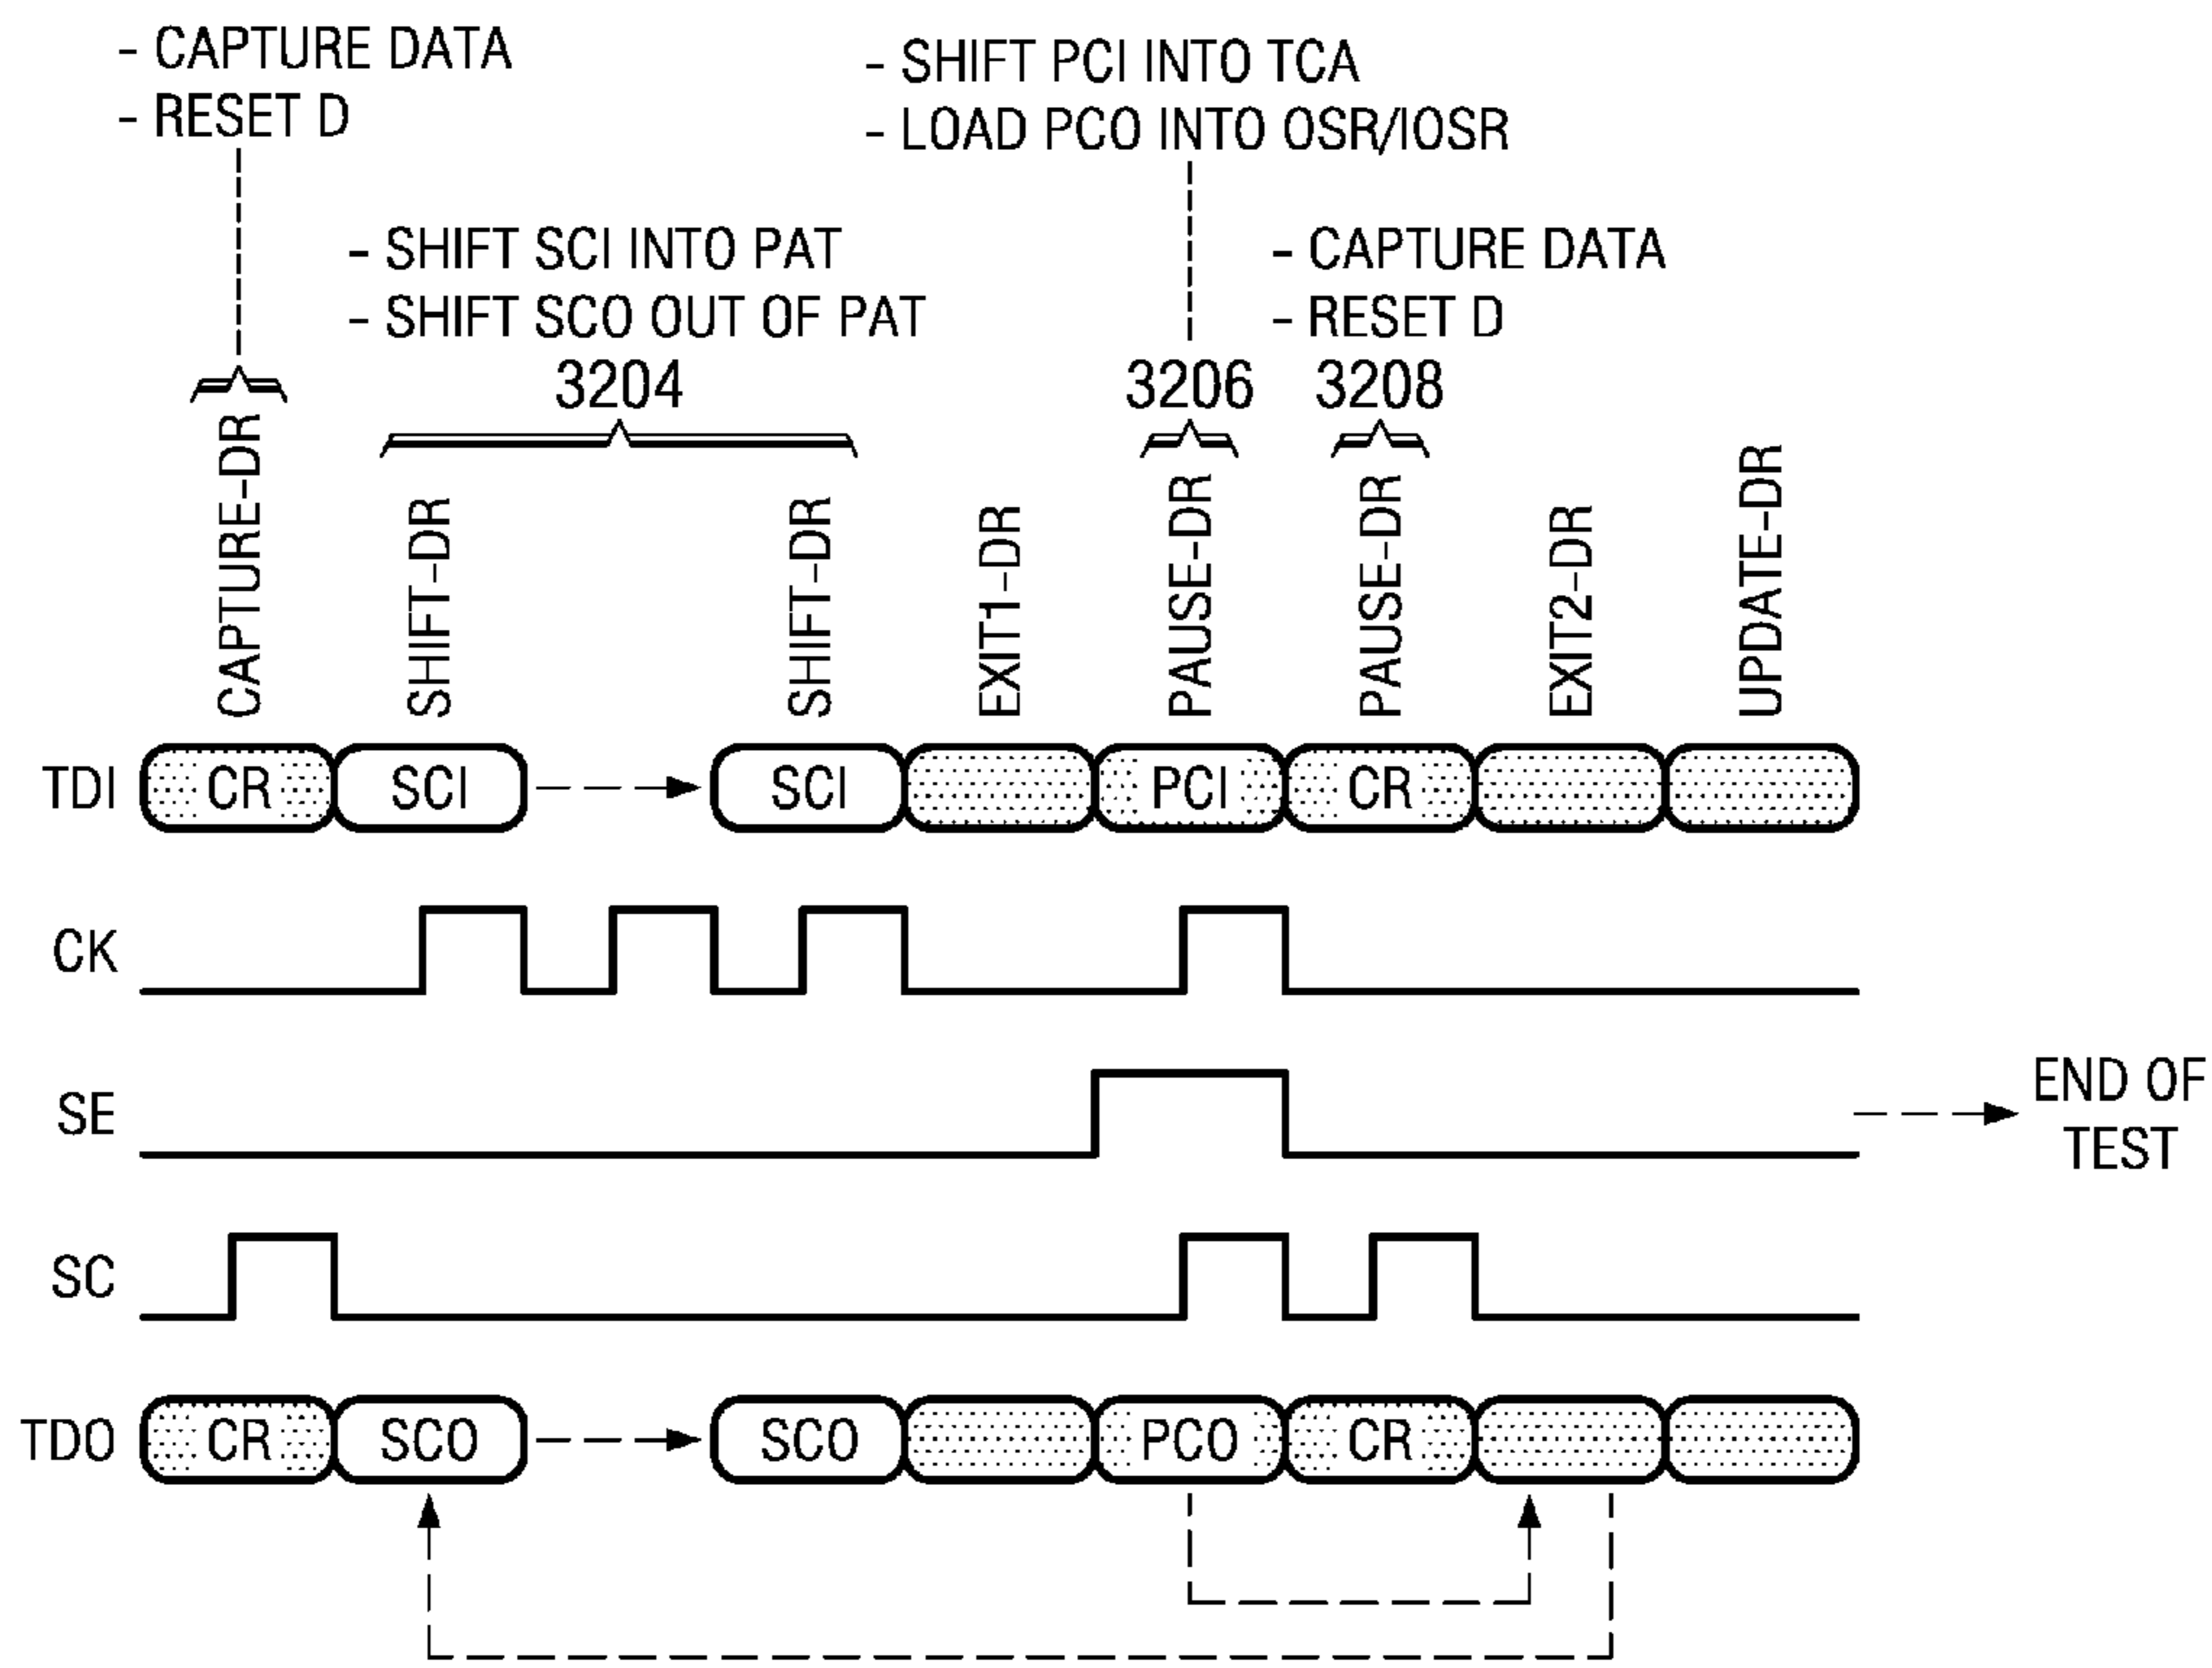 - CAPTURE DATA
- RESET D
- SHIFT PCI INTO TCA
- LOAD PCO INTO OSR/IOSR
- SHIFT SCI INTO PAT
- SHIFT SCO OUT OF PAT
- CAPTURE DATA
- RESET D
3204
3206
3208
CAPTURE-DR
SHIFT-DR
SHIFT-DR
EXIT1-DR
PAUSE-DR
PAUSE-DR
EXIT2-DR
UPDATE-DR
TDI CR SCI SCI PCI CR
CK
SE
END OF
TEST
SC
TDO CR SCO SCO PCO CR